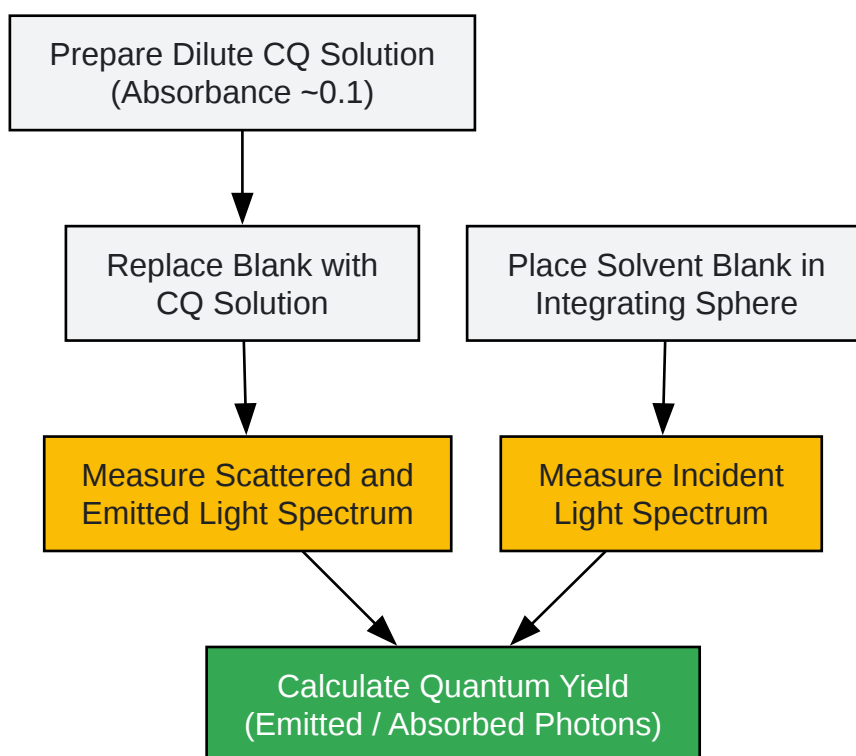 Prepare Dilute CQ Solution
(Absorbance ~0.1)
Replace Blank with
CQ Solution
Place Solvent Blank in
Integrating Sphere
Measure Scattered and
Emitted Light Spectrum
Measure Incident
Light Spectrum
Calculate Quantum Yield
(Emitted / Absorbed Photons)